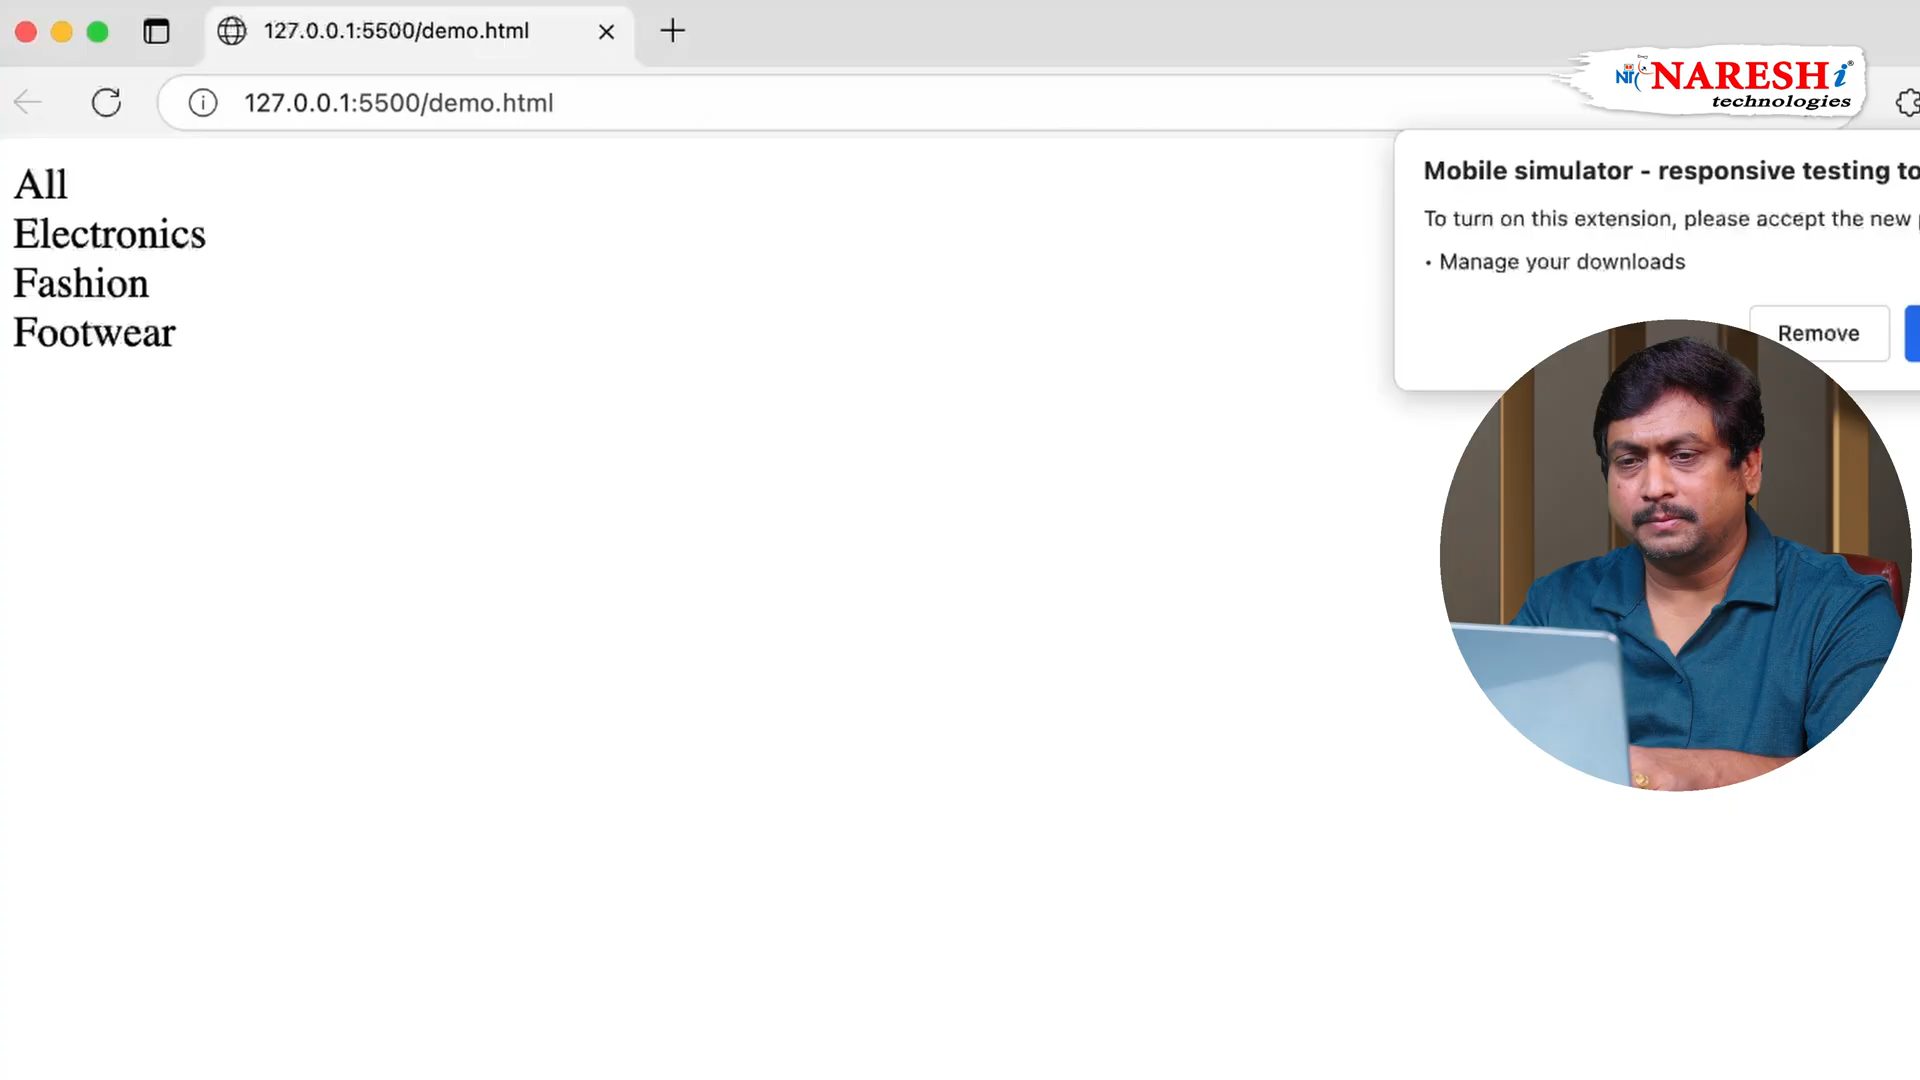 127.0.0.1:5500/demo.html
127.0.0.1:5500/demo.html
NARESH i
technologies
All
Electronics
Fashion
Footwear
Mobile simulator - responsive testing to
To turn on this extension, please accept the new
• Manage your downloads
Remove